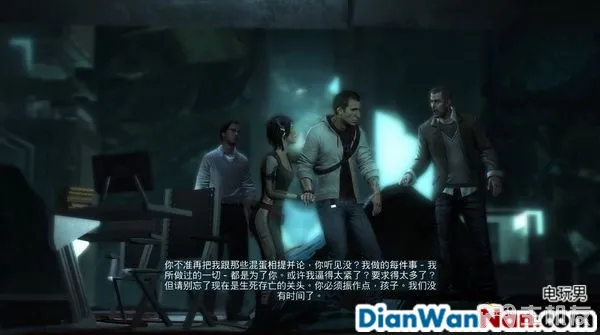 你不准再把我跟那些混蛋相提并论，你听见没？我做的每件事 - 我
所做过的一切 - 都是为了你。或许我逼得太紧了？要求得太多了？
但请别忘了现在是生死存亡的关头。你必须振作点，孩子。我们没
有时间了。
电玩男
DianWanNan.com